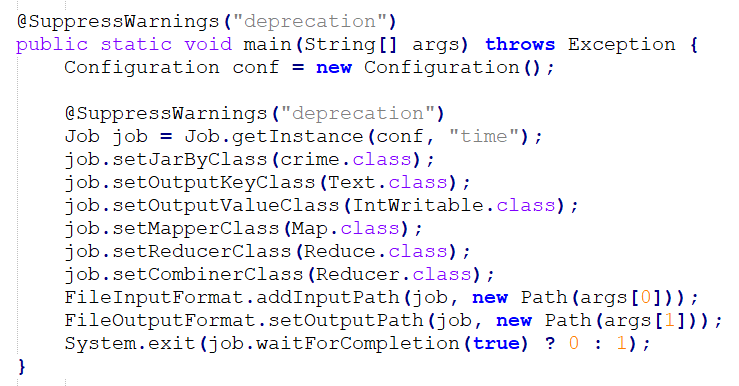 @SuppressWarnings("deprecation")
public static void main(String[] args) throws Exception {
    Configuration conf = new Configuration();

    @SuppressWarnings("deprecation")
    Job job = Job.getInstance(conf, "time");
    job.setJarByClass(crime.class);
    job.setOutputKeyClass(Text.class);
    job.setOutputValueClass(IntWritable.class);
    job.setMapperClass(Map.class);
    job.setReducerClass(Reduce.class);
    job.setCombinerClass(Reducer.class);
    FileInputFormat.addInputPath(job, new Path(args[0]));
    FileOutputFormat.setOutputPath(job, new Path(args[1]));
    System.exit(job.waitForCompletion(true) ? 0 : 1);
}